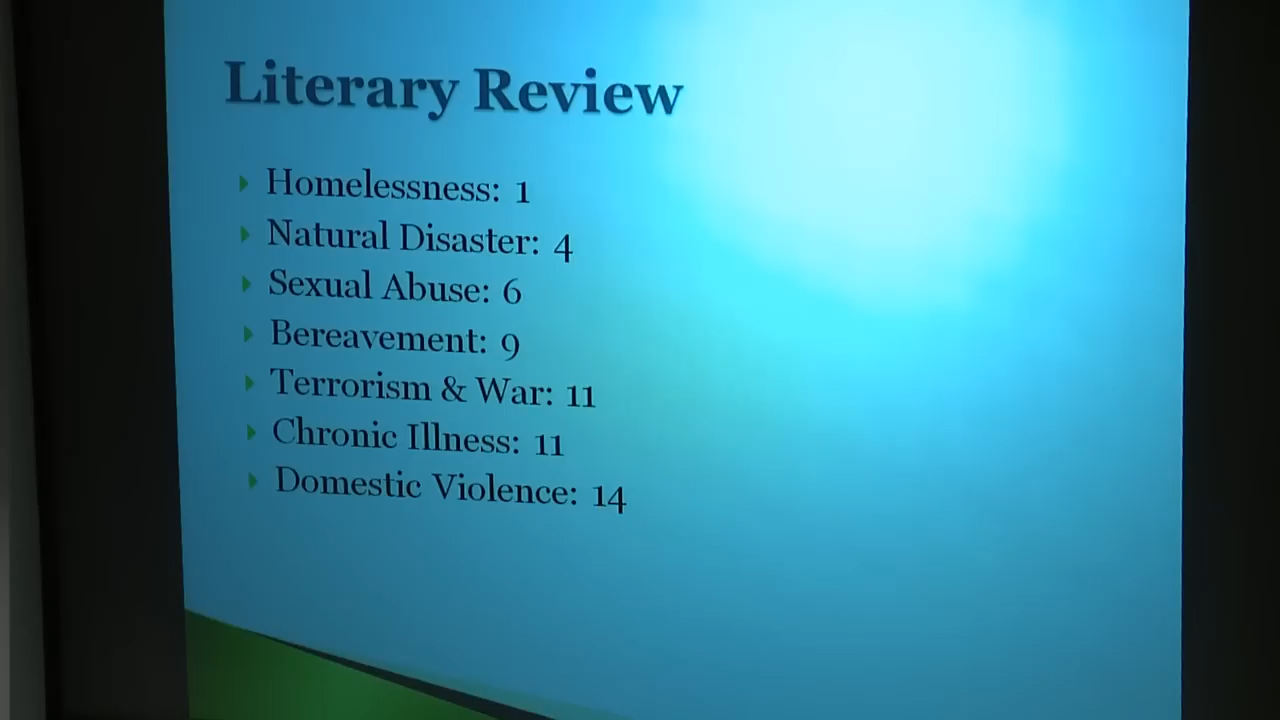 Literary Review
Homelessness: 1
Natural Disaster: 4
Sexual Abuse: 6
Bereavement: 9
Terrorism & War: 11
Chronic Illness: 11
Domestic Violence: 14